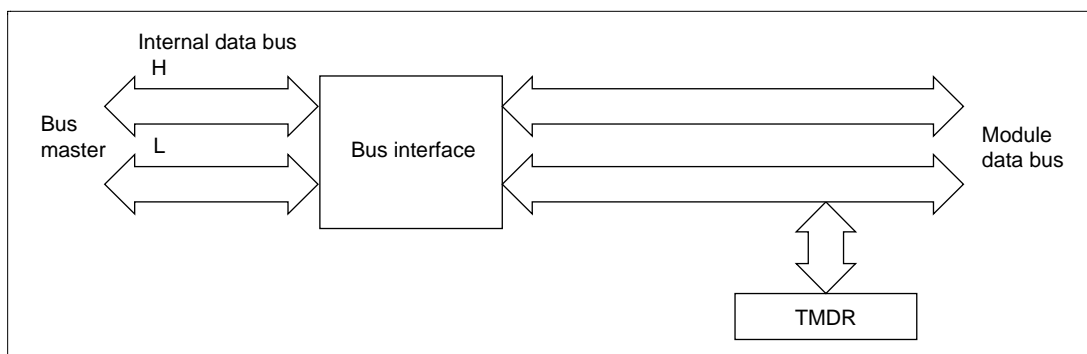 Internal data bus
H
Bus
master
L
Bus interface
Module
data bus
TMDR